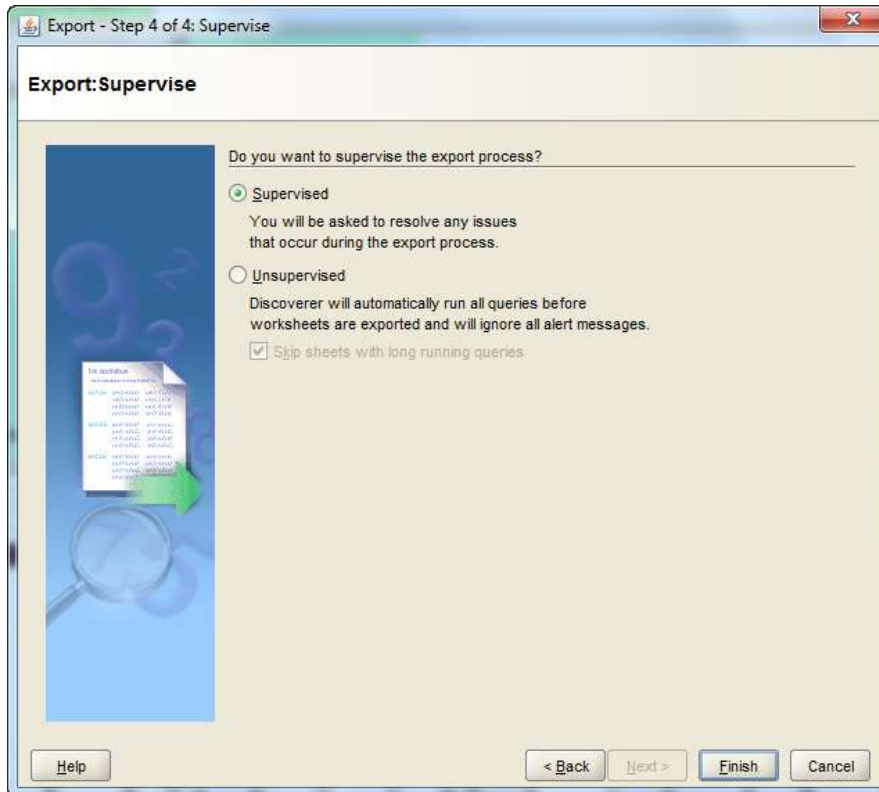 Export - Step 4 of 4: Supervise
Export:Supervise
Do you want to supervise the export process?
Supervised
You will be asked to resolve any issues
that occur during the export process.
Unsupervised
Discoverer will automatically run all queries before
worksheets are exported and will ignore all alert messages.
Skip sheets with long running queries
Help
< Back
Next >
Finish
Cancel